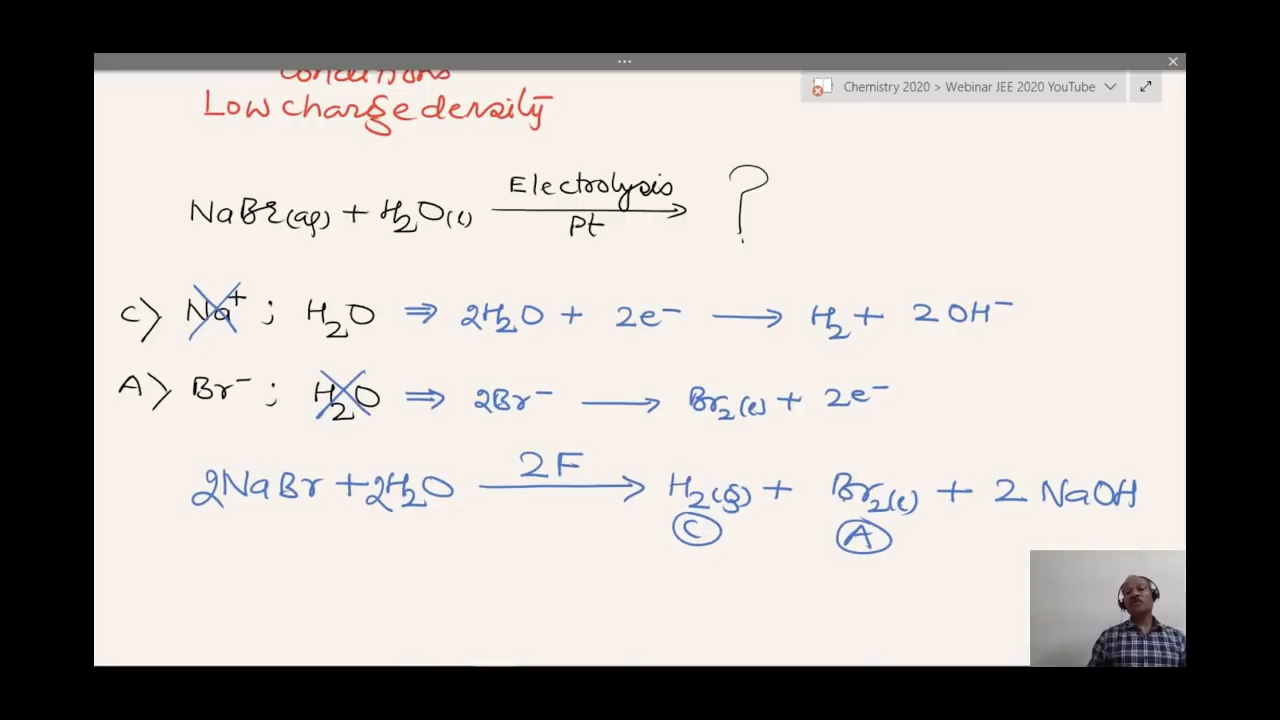 conditions
Chemistry 2020 > Webinar JEE 2020 YouTube
Low charge density
NaBr(aq) + H₂O(l) Electrolysis Pt → ?
C) Na⁺ ; H₂O ⇒ 2H₂O + 2e⁻ → H₂ + 2OH⁻
A) Br⁻ ; H₂O ⇒ 2Br⁻ → Br₂(l) + 2e⁻
2NaBr + 2H₂O 2F → H₂(g) + Br₂(l) + 2 NaOH
C A